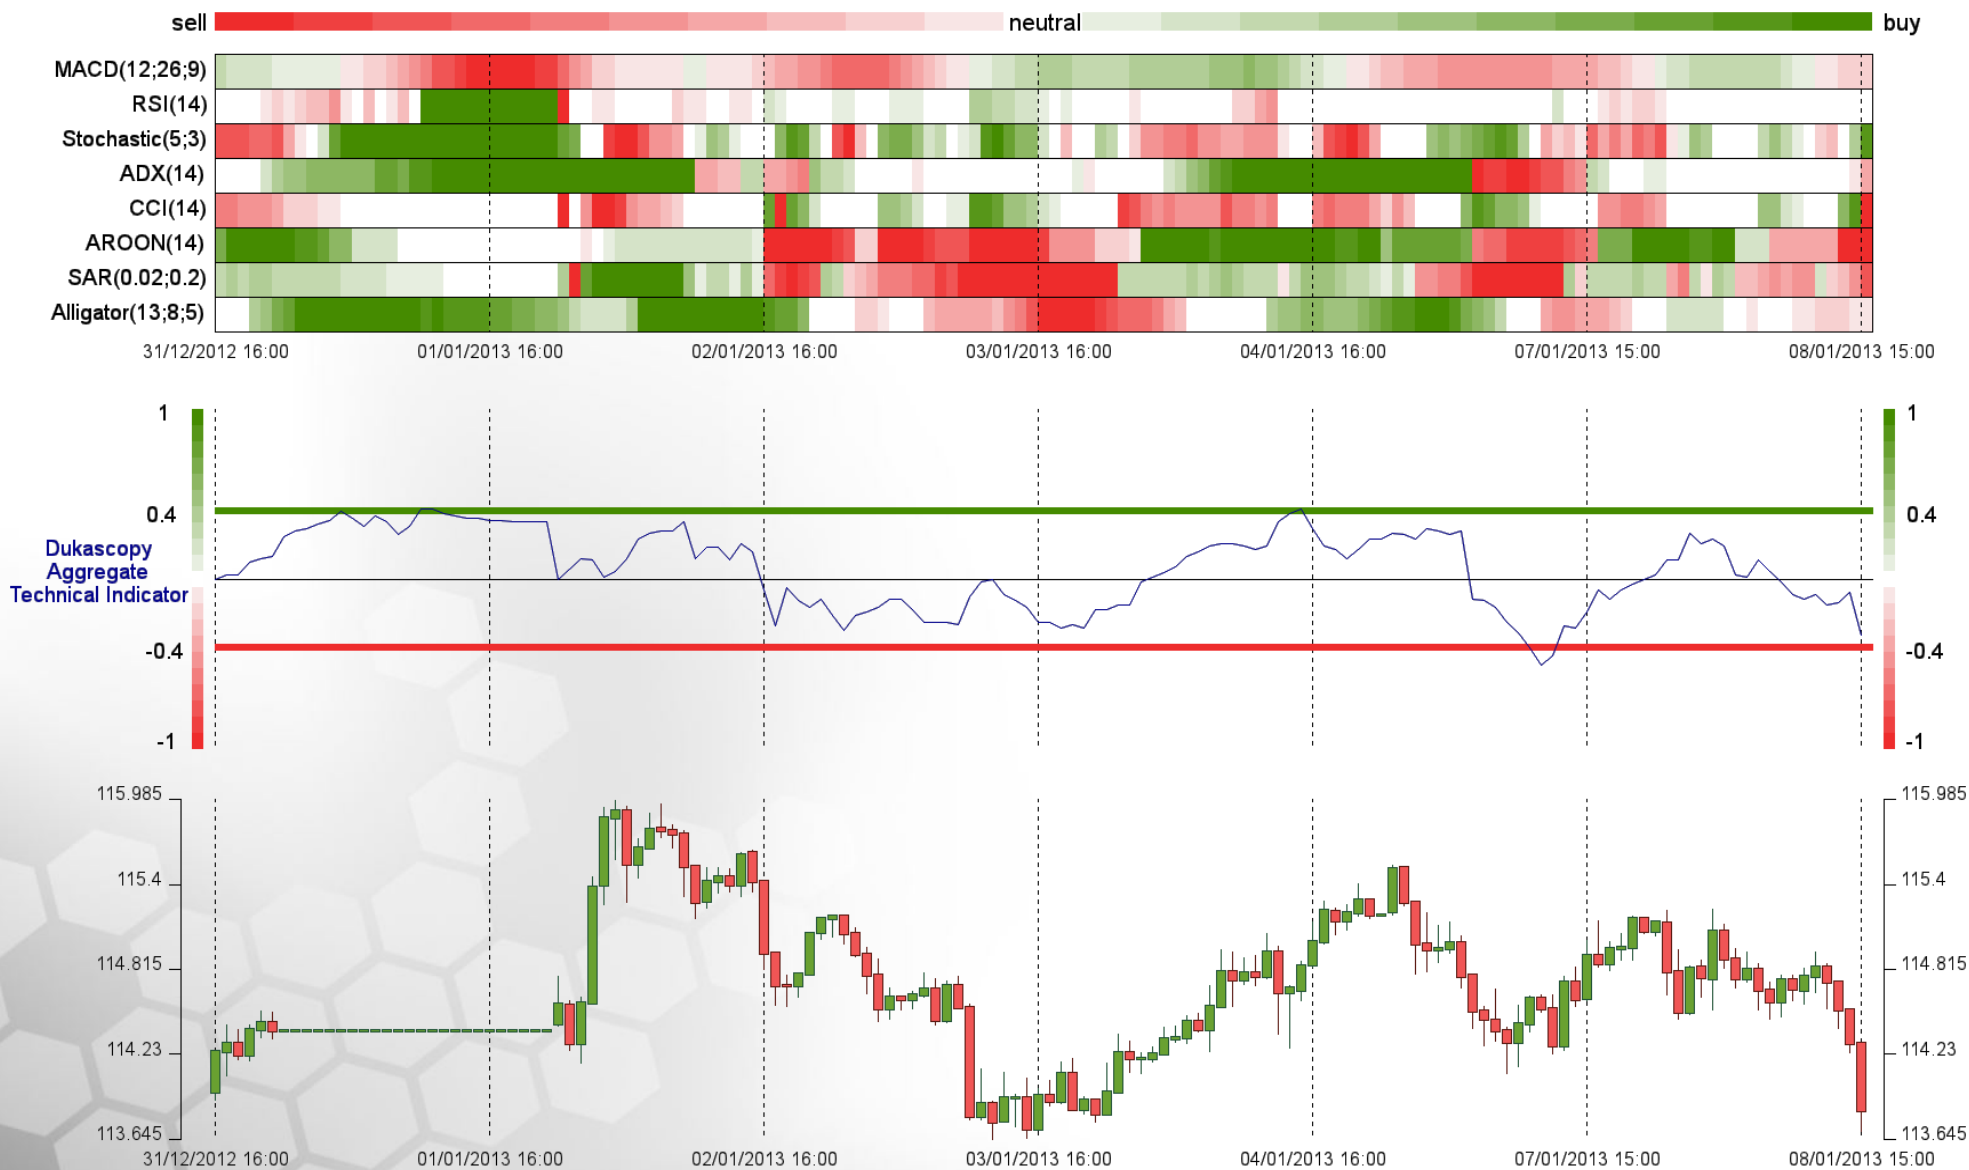 sell neutral buy
MACD(12;26;9)
RSI(14)
Stochastic(5;3)
ADX(14)
CCI(14)
AROON(14)
SAR(0.02;0.2)
Alligator(13;8;5)
31/12/2012 16:00 01/01/2013 16:00 02/01/2013 16:00 03/01/2013 16:00 04/01/2013 16:00 07/01/2013 15:00 08/01/2013 15:00
1 1
0.4 0.4
Dukascopy
Aggregate
Technical Indicator
-0.4 -0.4
-1 -1
115.985 115.985
115.4 115.4
114.815 114.815
114.23 114.23
113.645 113.645
31/12/2012 16:00 01/01/2013 16:00 02/01/2013 16:00 03/01/2013 16:00 04/01/2013 16:00 07/01/2013 15:00 08/01/2013 15:00